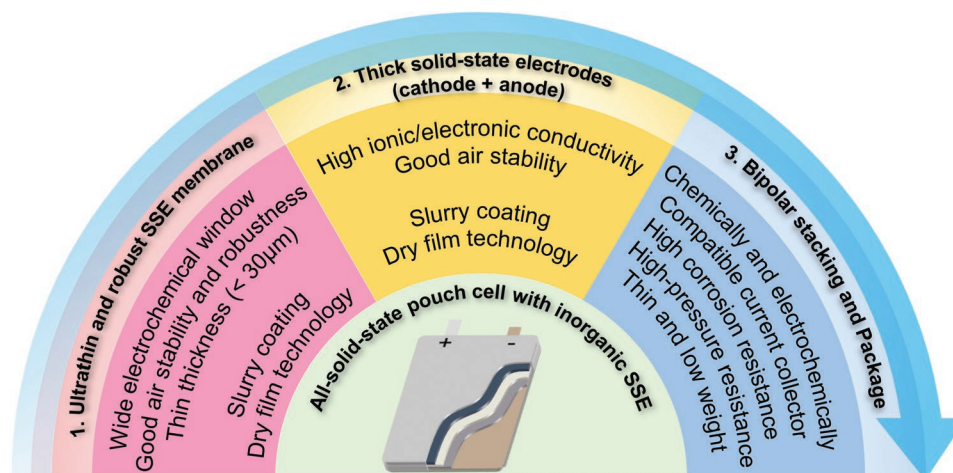 1. Ultrathin and robust SSE membrane
Wide electrochemical window
Good air stability and robustness
Thin thickness (< 30μm)
Slurry coating
Dry film technology
2. Thick solid-state electrodes
(cathode + anode)
High ionic/electronic conductivity
Good air stability
Slurry coating
Dry film technology
3. Bipolar stacking and Package
Chemically and electrochemically
Compatible current collector
High corrosion resistance
High-pressure resistance
Thin and low weight
All-solid-state pouch cell with inorganic SSE
+ -